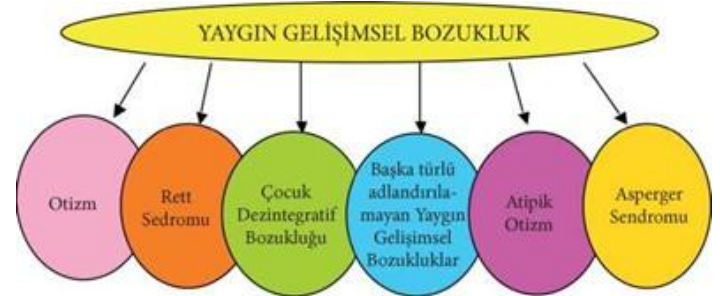 YAYGIN GELİŞİMSEL BOZUKLUK
Otizm
Rett
Sedromu
Çocuk
Dezintegratif
Bozukluğu
Başka türlü
adlandırıla-
mayan Yaygın
Gelişimsel
Bozukluklar
Atipik
Otizm
Asperger
Sendromu